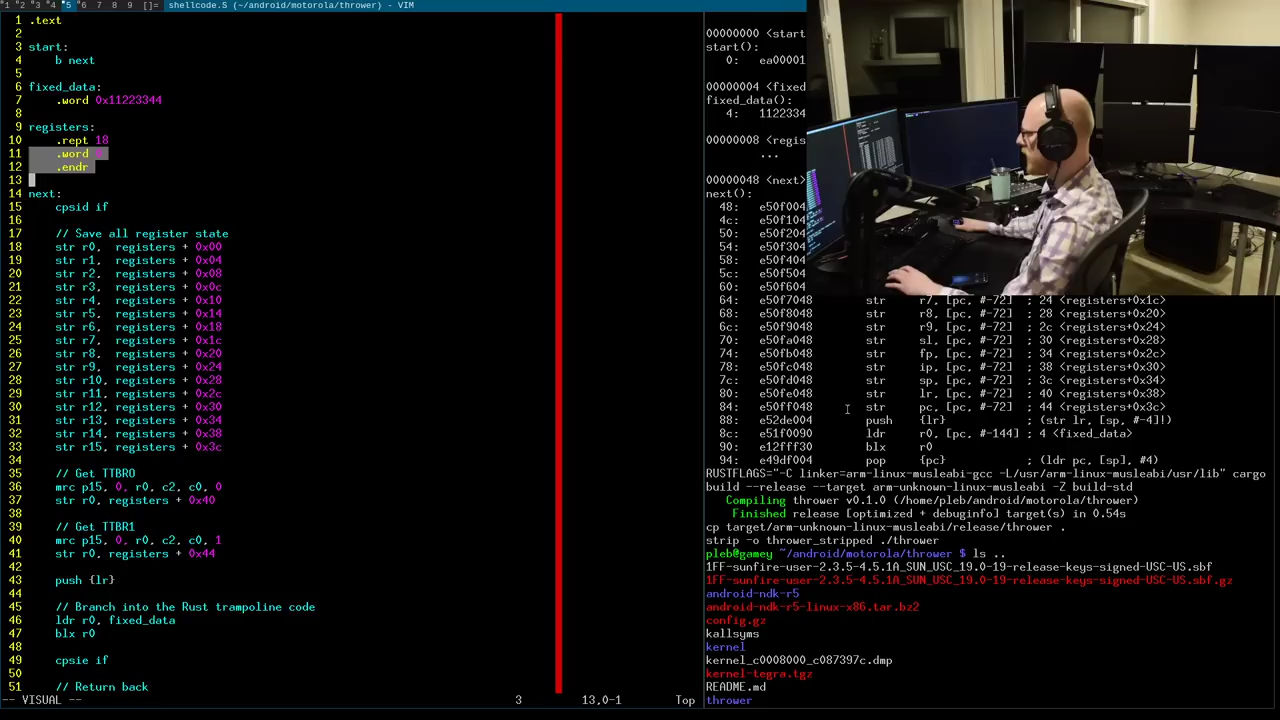 °1 °2 °3 °4 °5 6 7 8 9 []= shellcode.S (~/android/motorola/thrower) - VIM
1 .text
2
3 start:
4 b next
5
6 fixed_data:
7 .word 0x11223344
8
9 registers:
10 .rept 18
11 .word
12 .endr
13
14 next:
15 cpsid if
16
17 // Save all register state
18 str r0, registers + 0x00
19 str r1, registers + 0x04
20 str r2, registers + 0x08
21 str r3, registers + 0x0c
22 str r4, registers + 0x10
23 str r5, registers + 0x14
24 str r6, registers + 0x18
25 str r7, registers + 0x1c
26 str r8, registers + 0x20
27 str r9, registers + 0x24
28 str r10, registers + 0x28
29 str r11, registers + 0x2c
30 str r12, registers + 0x30
31 str r13, registers + 0x34
32 str r14, registers + 0x38
33 str r15, registers + 0x3c
34
35 // Get TTBR0
36 mrc p15, 0, r0, c2, c0, 0
37 str r0, registers + 0x40
38
39 // Get TTBR1
40 mrc p15, 0, r0, c2, c0, 1
41 str r0, registers + 0x44
42
43 push {lr}
44
45 // Branch into the Rust trampoline code
46 ldr r0, fixed_data
47 blx r0
48
49 cpsie if
50
51 // Return back
-- VISUAL -- 3 13,0-1 Top
00000000 <start
start():
0: ea00001
00000004 <fixed
fixed_data():
4: 1122334
00000008 <regis
...
00000048 <next>
next():
48: e50f004
4c: e50f104
50: e50f204
54: e50f304
58: e50f404
5c: e50f504
60: e50f604
64: e50f7048 str r7, [pc, #-72] ; 24 <registers+0x1c>
68: e50f8048 str r8, [pc, #-72] ; 28 <registers+0x20>
6c: e50f9048 str r9, [pc, #-72] ; 2c <registers+0x24>
70: e50fa048 str sl, [pc, #-72] ; 30 <registers+0x28>
74: e50fb048 str fp, [pc, #-72] ; 34 <registers+0x2c>
78: e50fc048 str ip, [pc, #-72] ; 38 <registers+0x30>
7c: e50fd048 str sp, [pc, #-72] ; 3c <registers+0x34>
80: e50fe048 str lr, [pc, #-72] ; 40 <registers+0x38>
84: e50ff048 str pc, [pc, #-72] ; 44 <registers+0x3c>
88: e52de004 push {lr} ; (str lr, [sp, #-4]!)
8c: e51f0090 ldr r0, [pc, #-144] ; 4 <fixed_data>
90: e12fff30 blx r0
94: e49df004 pop {pc} ; (ldr pc, [sp], #4)
RUSTFLAGS="-C linker=arm-linux-musleabi-gcc -L/usr/arm-linux-musleabi/usr/lib" cargo
build --release --target arm-unknown-linux-musleabi -Z build-std
Compiling thrower v0.1.0 (/home/pleb/android/motorola/thrower)
Finished release [optimized + debuginfo] target(s) in 0.54s
cp target/arm-unknown-linux-musleabi/release/thrower .
strip -o thrower_stripped ./thrower
pleb@gamey ~/android/motorola/thrower $ ls ..
1FF-sunfire-user-2.3.5-4.5.1A_SUN_USC_19.0-19-release-keys-signed-USC-US.sbf
1FF-sunfire-user-2.3.5-4.5.1A_SUN_USC_19.0-19-release-keys-signed-USC-US.sbf.gz
android-ndk-r5
android-ndk-r5-linux-x86.tar.bz2
config.gz
kallsyms
kernel
kernel_c0008000_c087397c.dmp
kernel-tegra.tgz
README.md
thrower